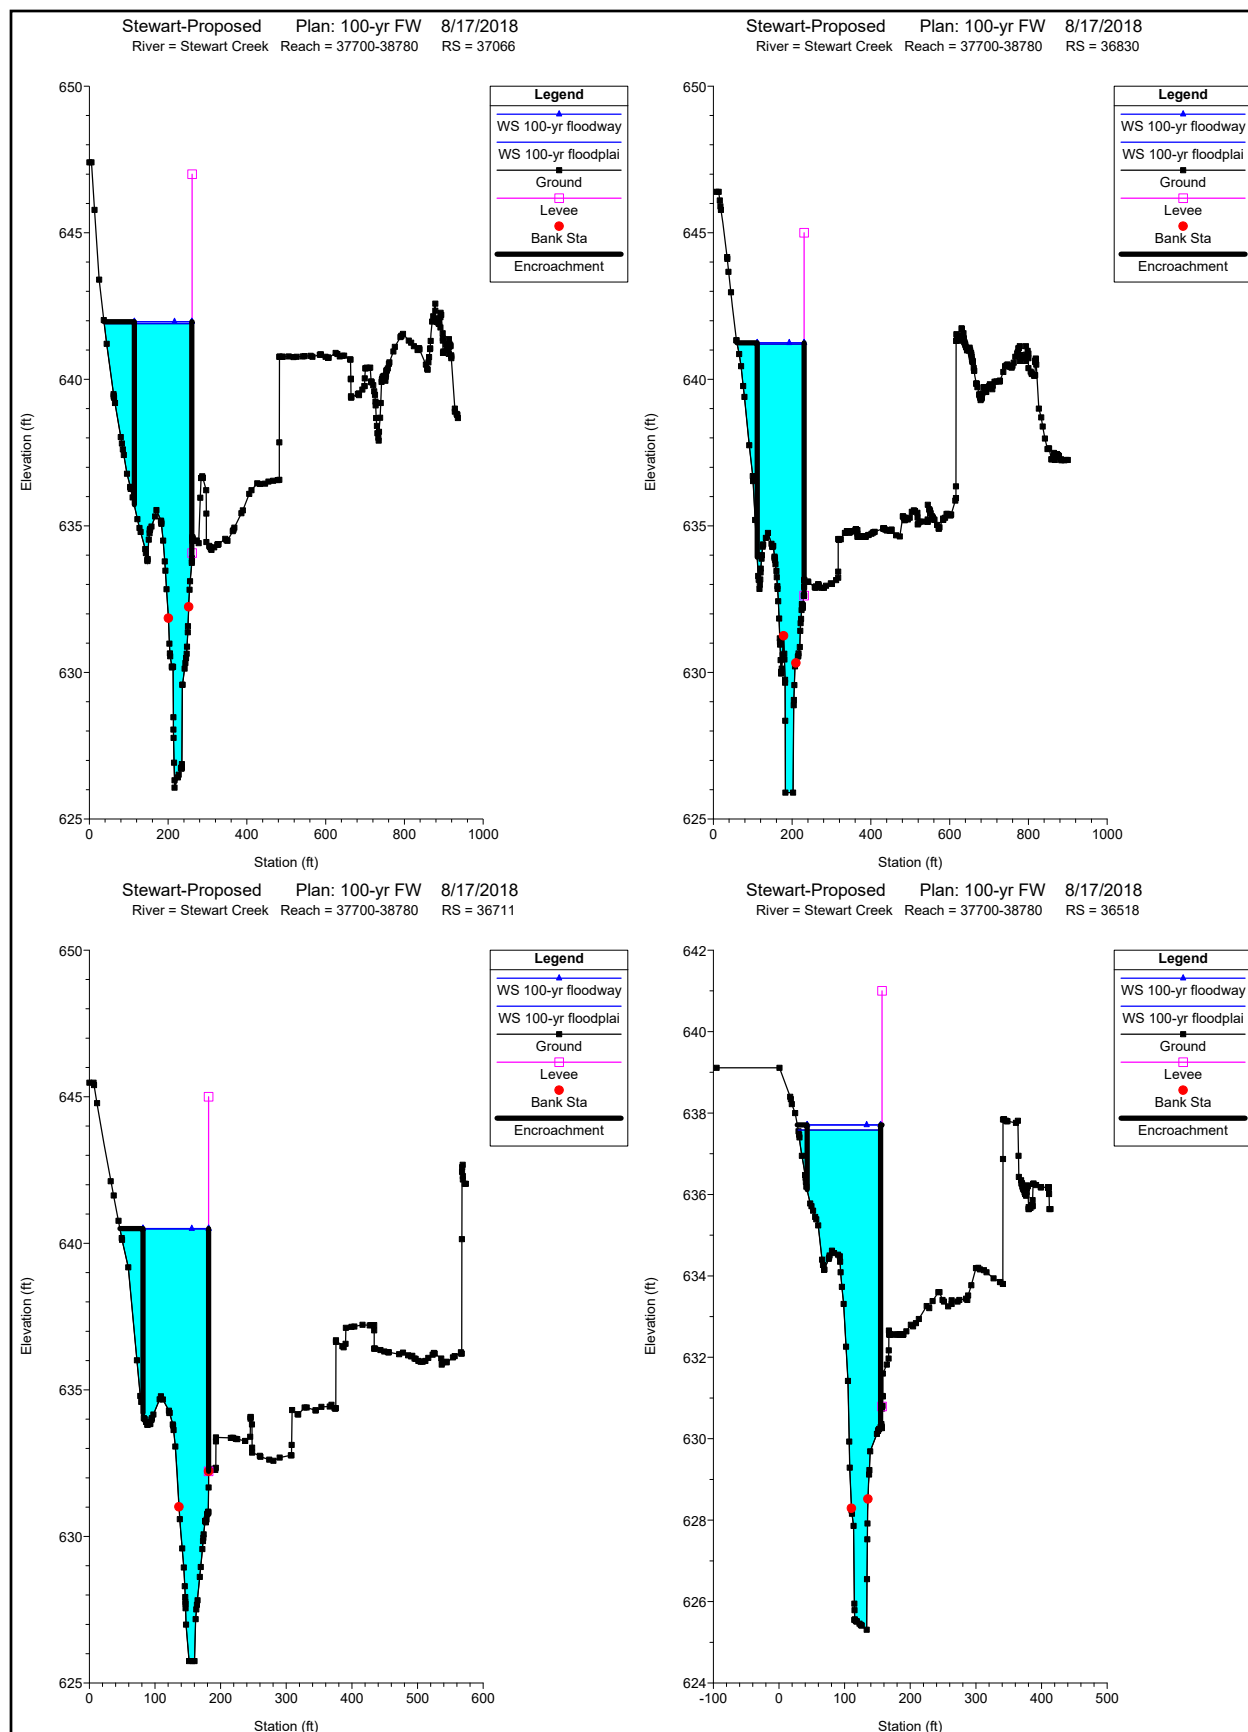 Stewart-Proposed Plan: 100-yr FW 8/17/2018
River = Stewart Creek Reach = 37700-38780 RS = 37066
650
645
640
635
630
625
Elevation (ft)
0 200 400 600 800 1000
Station (ft)
Legend
WS 100-yr floodway
WS 100-yr floodplai
Ground
Levee
Bank Sta
Encroachment
Stewart-Proposed Plan: 100-yr FW 8/17/2018
River = Stewart Creek Reach = 37700-38780 RS = 36830
650
645
640
635
630
625
Elevation (ft)
0 200 400 600 800 1000
Station (ft)
Legend
WS 100-yr floodway
WS 100-yr floodplai
Ground
Levee
Bank Sta
Encroachment
Stewart-Proposed Plan: 100-yr FW 8/17/2018
River = Stewart Creek Reach = 37700-38780 RS = 36711
650
645
640
635
630
625
Elevation (ft)
0 100 200 300 400 500 600
Station (ft)
Legend
WS 100-yr floodway
WS 100-yr floodplai
Ground
Levee
Bank Sta
Encroachment
Stewart-Proposed Plan: 100-yr FW 8/17/2018
River = Stewart Creek Reach = 37700-38780 RS = 36518
642
640
638
636
634
632
630
628
626
624
Elevation (ft)
-100 0 100 200 300 400 500
Station (ft)
Legend
WS 100-yr floodway
WS 100-yr floodplai
Ground
Levee
Bank Sta
Encroachment